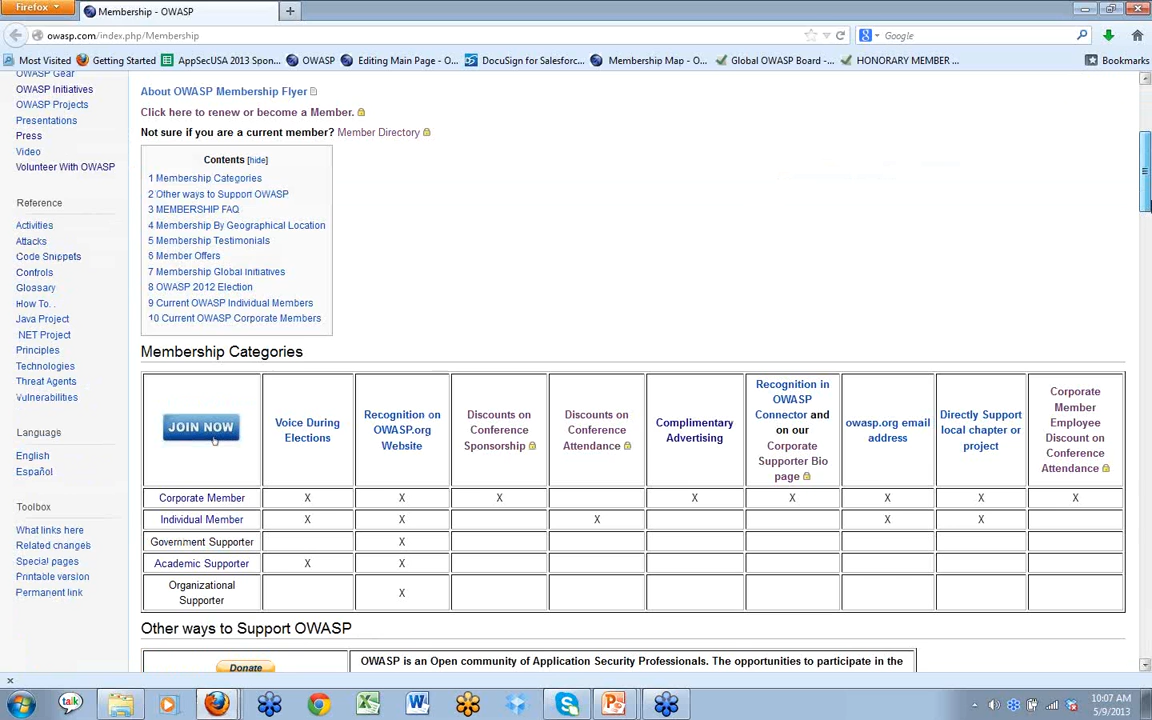 Firefox
Membership - OWASP
owasp.com/index.php/Membership
Google
Most Visited
Getting Started
AppSecUSA 2013 Spon...
OWASP
Editing Main Page - O...
DocuSign for Salesforc...
Membership Map - O...
Global OWASP Board -...
HONORARY MEMBER ...
Bookmarks
OWASP Gear
OWASP Initiatives
OWASP Projects
Presentations
Press
Video
Volunteer With OWASP
Reference
Activities
Attacks
Code Snippets
Controls
Glossary
How To...
Java Project
.NET Project
Principles
Technologies
Threat Agents
Vulnerabilities
Language
English
Español
Toolbox
What links here
Related changes
Special pages
Printable version
Permanent link
About OWASP Membership Flyer
Click here to renew or become a Member.
Not sure if you are a current member? Member Directory
Contents [hide]
1 Membership Categories
2 Other ways to Support OWASP
3 MEMBERSHIP FAQ
4 Membership By Geographical Location
5 Membership Testimonials
6 Member Offers
7 Membership Global Initiatives
8 OWASP 2012 Election
9 Current OWASP Individual Members
10 Current OWASP Corporate Members
Membership Categories
JOIN NOW
Voice During
Elections
Recognition on
OWASP.org
Website
Discounts on
Conference
Sponsorship
Discounts on
Conference
Attendance
Complimentary
Advertising
Recognition in
OWASP
Connector and
on our
Corporate
Supporter Bio
page
owasp.org email
address
Directly Support
local chapter or
project
Corporate
Member
Employee
Discount on
Conference
Attendance
Corporate Member X X X X X X X X
Individual Member X X X X X
Government Supporter X
Academic Supporter X X
Organizational
Supporter X
Other ways to Support OWASP
Donate
OWASP is an Open community of Application Security Professionals. The opportunities to participate in the
talk
10:07 AM
5/9/2013